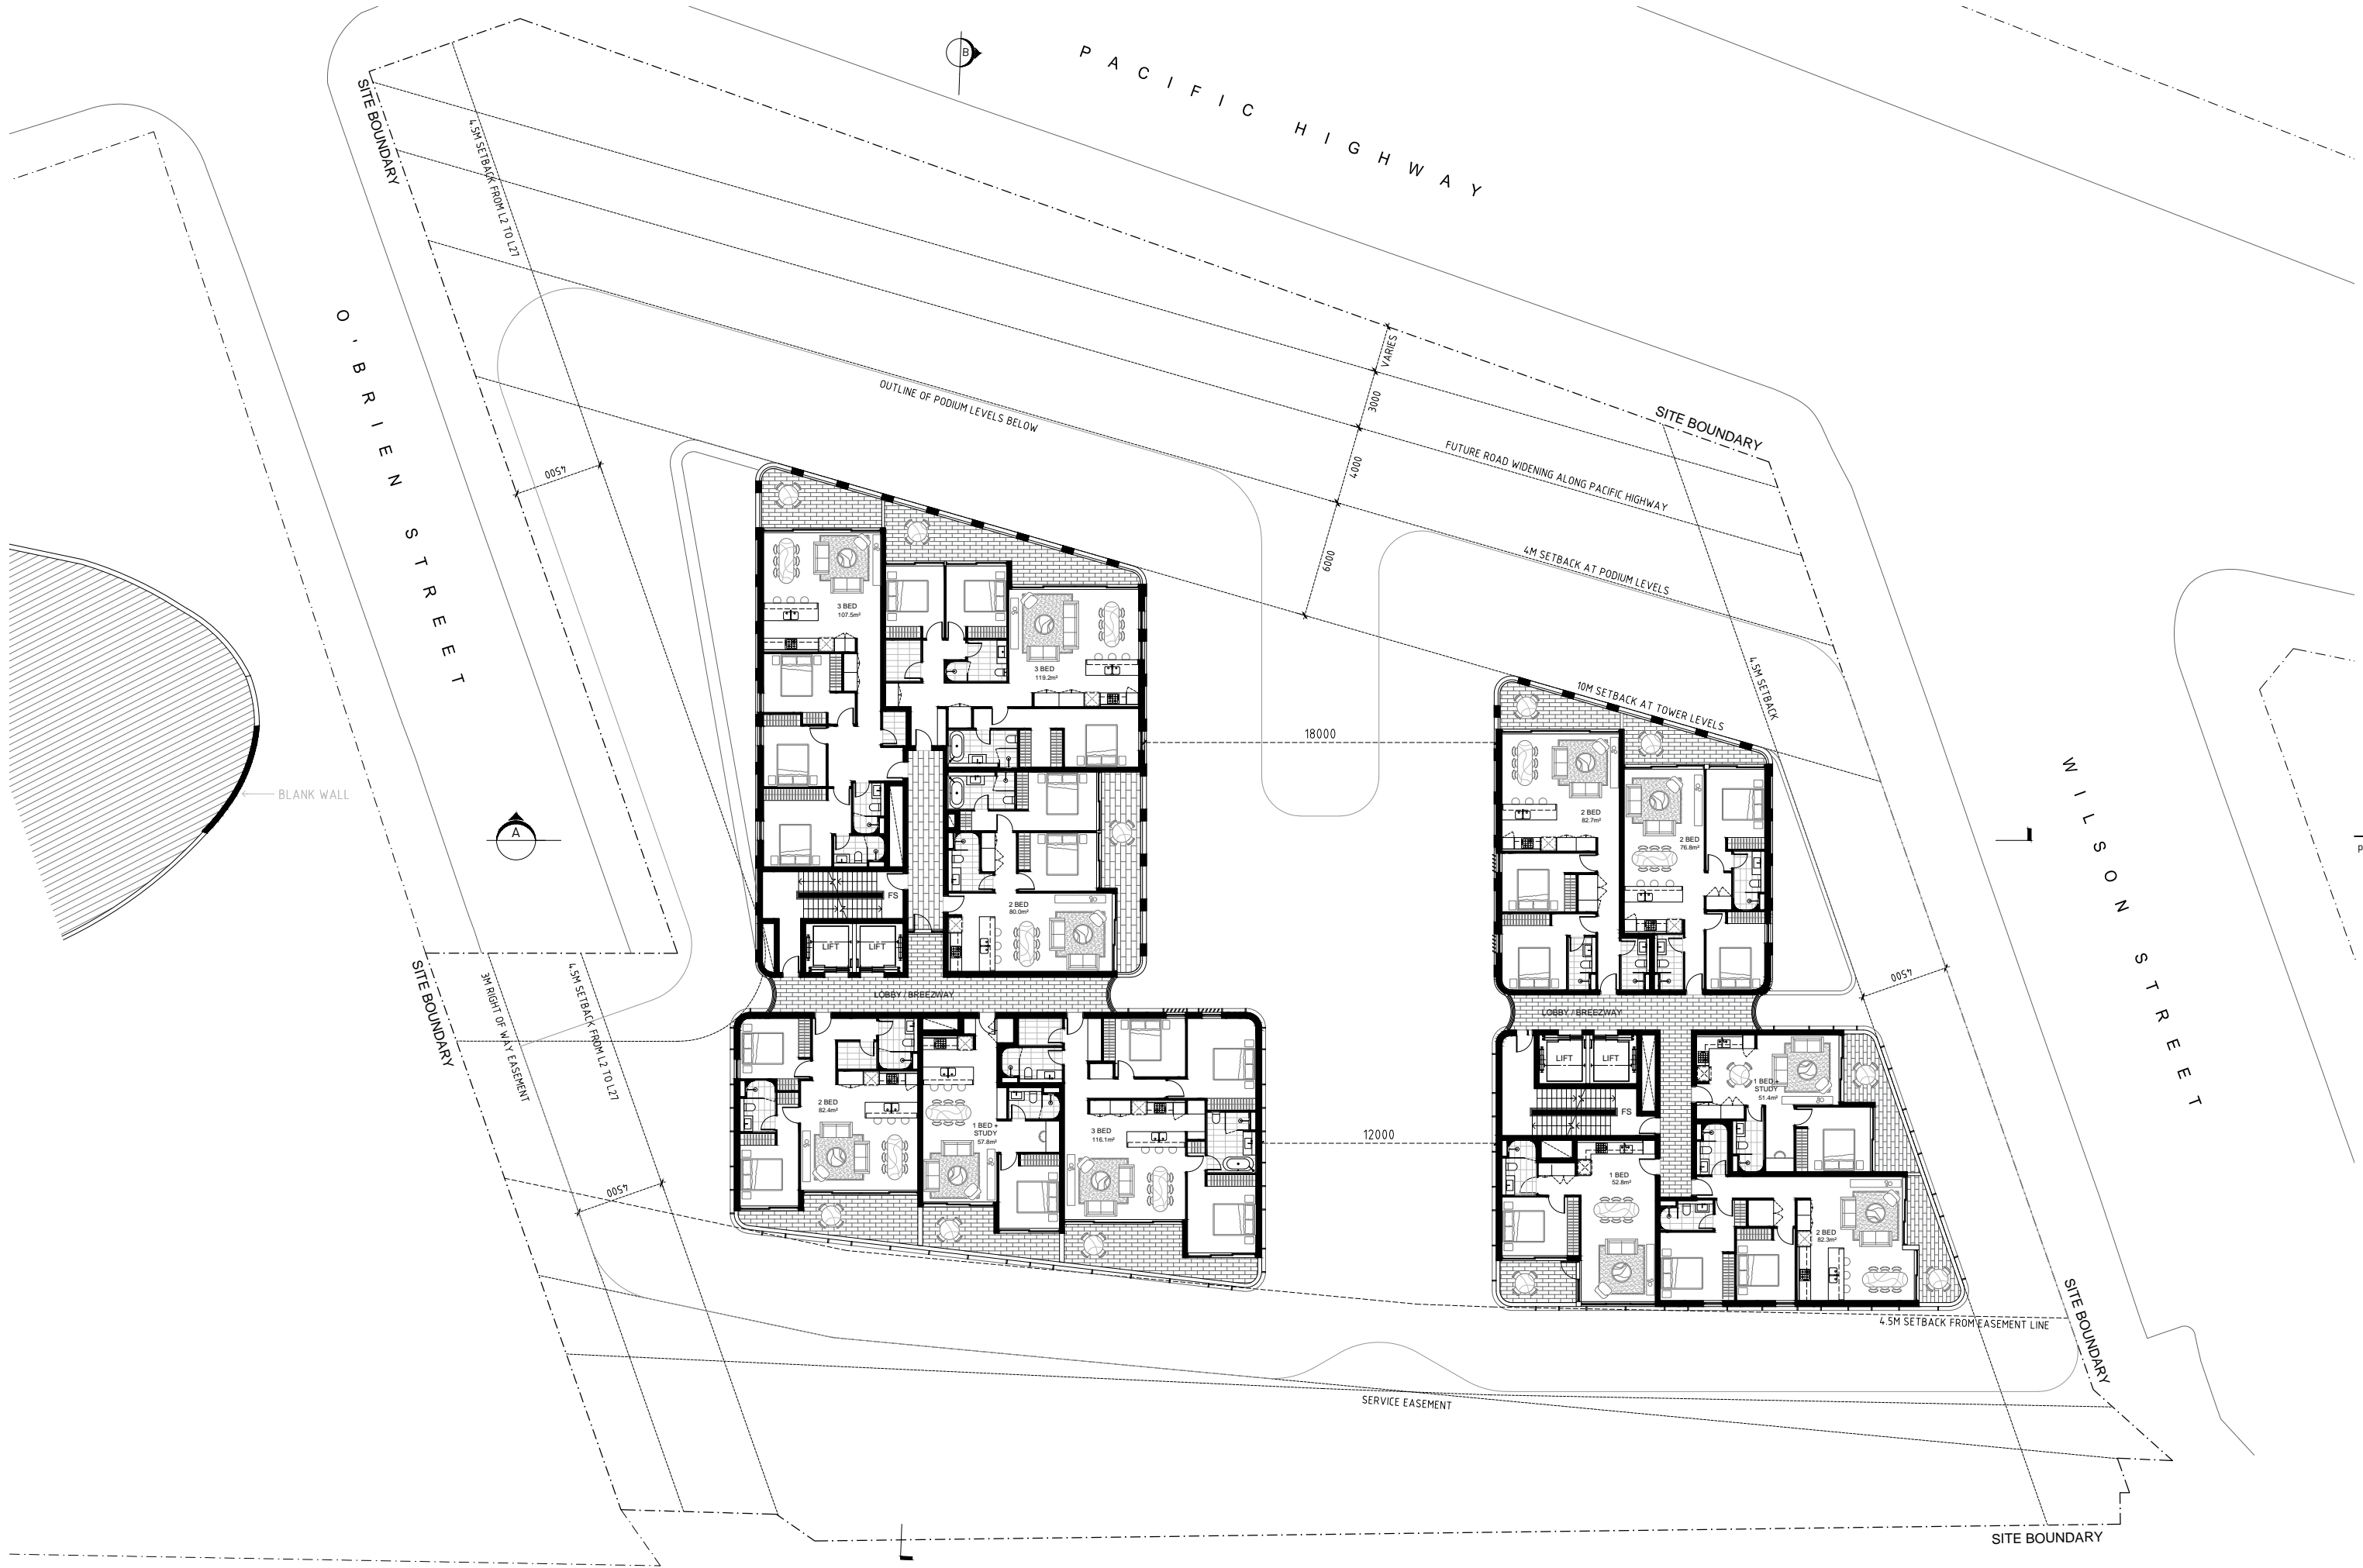 B
PACIFIC HIGHWAY
SITE BOUNDARY
4.5M SETBACK FROM L2 TO L27
O'BRIEN STREET
VARIES
3000
OUTLINE OF PODIUM LEVELS BELOW
SITE BOUNDARY
FUTURE ROAD WIDENING ALONG PACIFIC HIGHWAY
4000
4500
6000
4M SETBACK AT PODIUM LEVELS
3 BED
107.5m²
3 BED
119.2m²
4.5M SETBACK
10M SETBACK AT TOWER LEVELS
18000
BLANK WALL
A
2 BED
82.7m²
2 BED
76.8m²
WILSON STREET
P
FS
2 BED
80.0m²
LIFT
LIFT
SITE BOUNDARY
3M RIGHT OF WAY EASEMENT
4.5M SETBACK FROM L2 TO L27
4500
LOBBY / BREEZWAY
LOBBY / BREEZWAY
LIFT
LIFT
1 BED +
STUDY
51.4m²
FS
2 BED
82.4m²
1 BED +
STUDY
57.8m²
3 BED
116.1m²
12000
1 BED
52.8m²
4500
2 BED
82.3m²
4.5M SETBACK FROM EASEMENT LINE
SITE BOUNDARY
SERVICE EASEMENT
SITE BOUNDARY